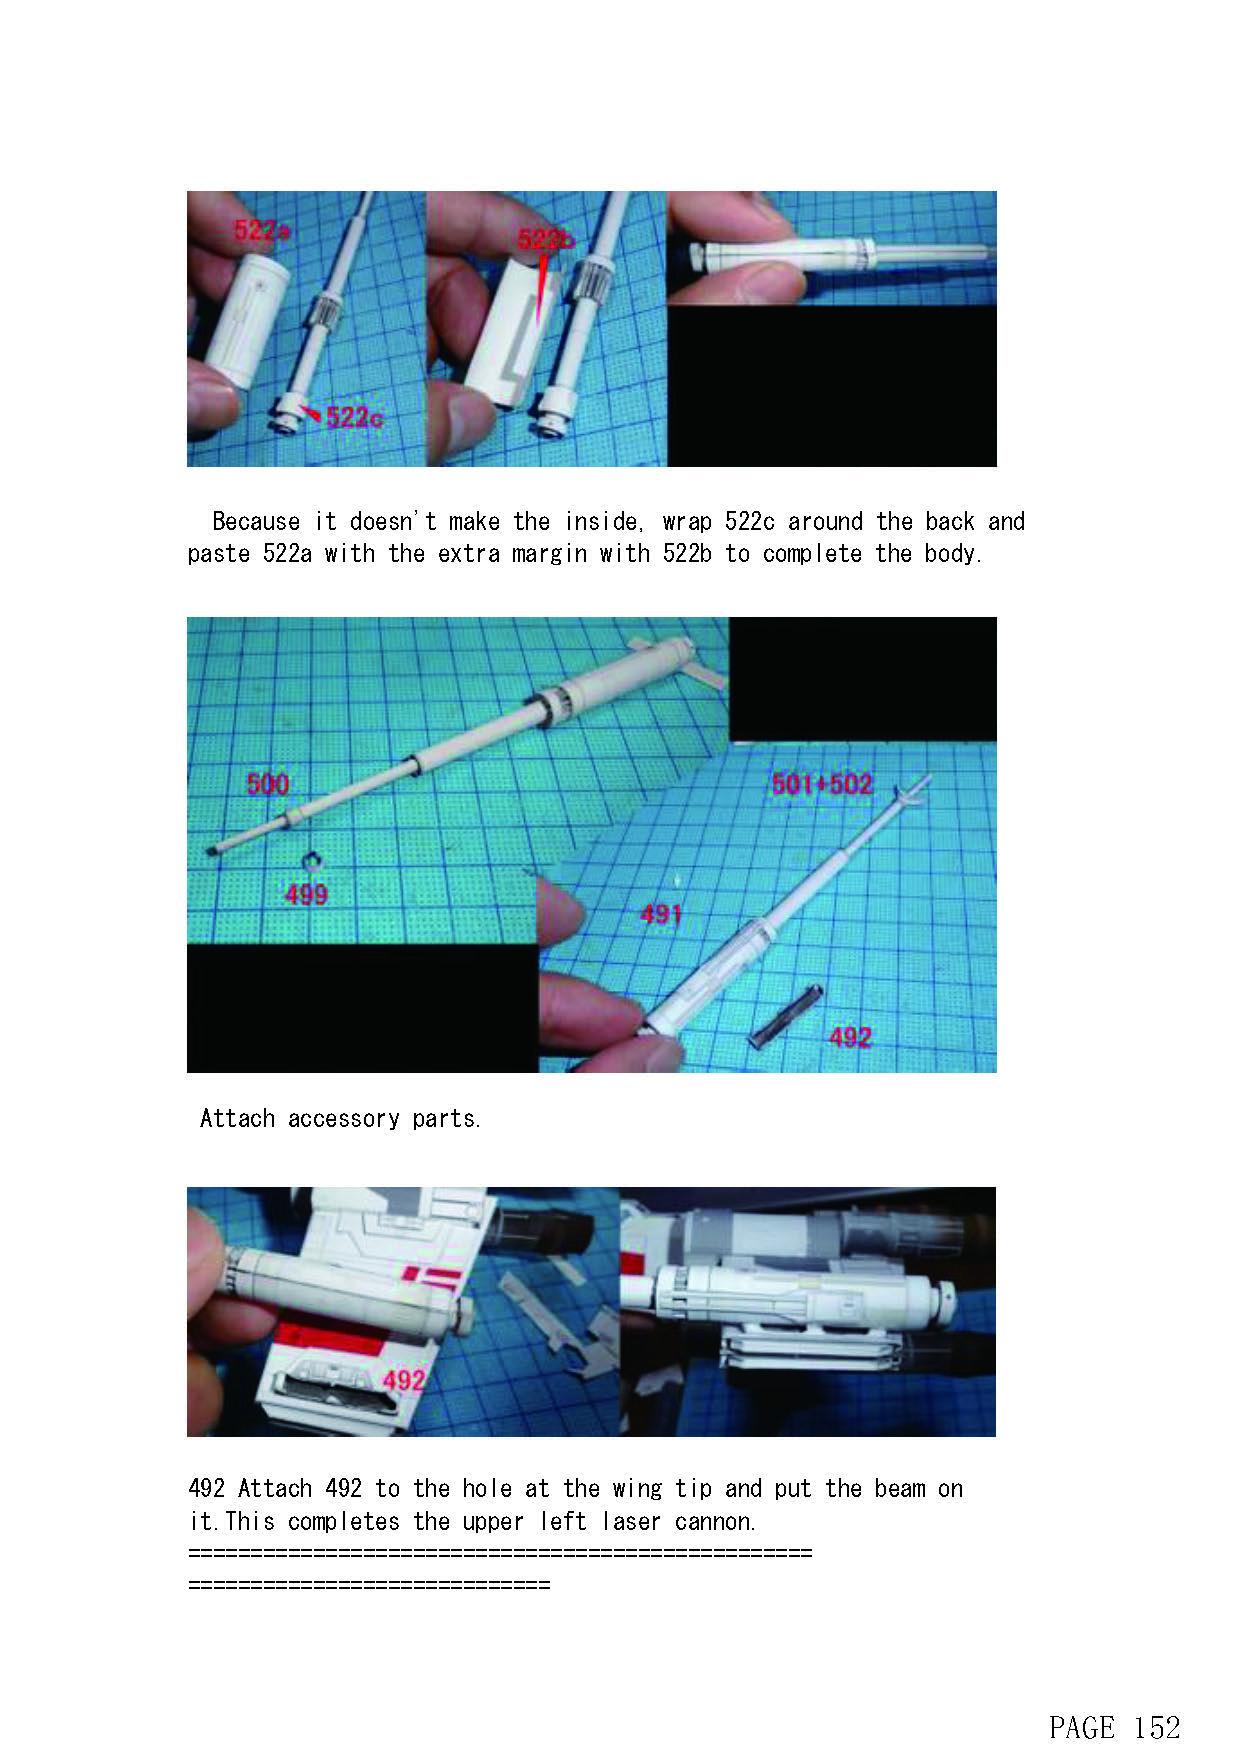 522a
522b
522c
Because it doesn't make the inside, wrap 522c around the back and
paste 522a with the extra margin with 522b to complete the body.
500
501+502
499
491
492
Attach accessory parts.
492
492 Attach 492 to the hole at the wing tip and put the beam on
it.This completes the upper left laser cannon.
==================================================
=============================
PAGE 152